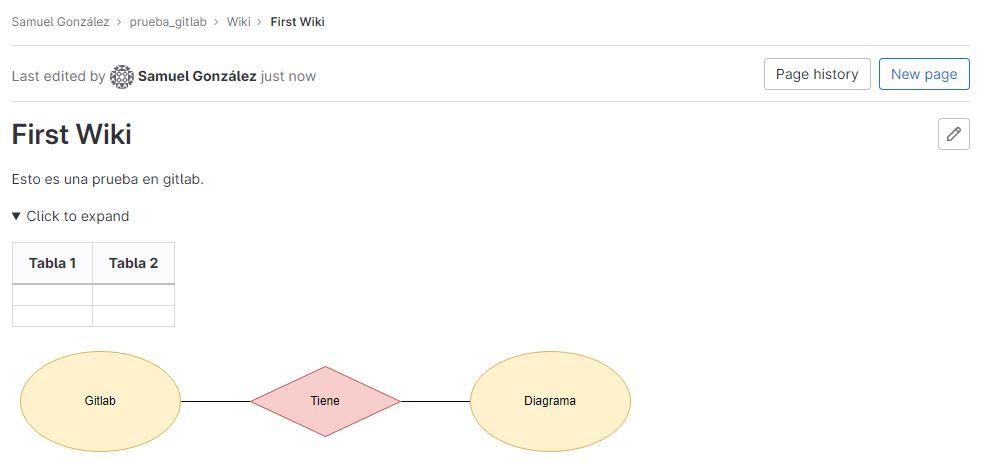 Samuel González > prueba_gitlab > Wiki > First Wiki
Last edited by Samuel González just now
Page history
New page
First Wiki
Esto es una prueba en gitlab.
Click to expand
Tabla 1 Tabla 2
Gitlab Tiene Diagrama